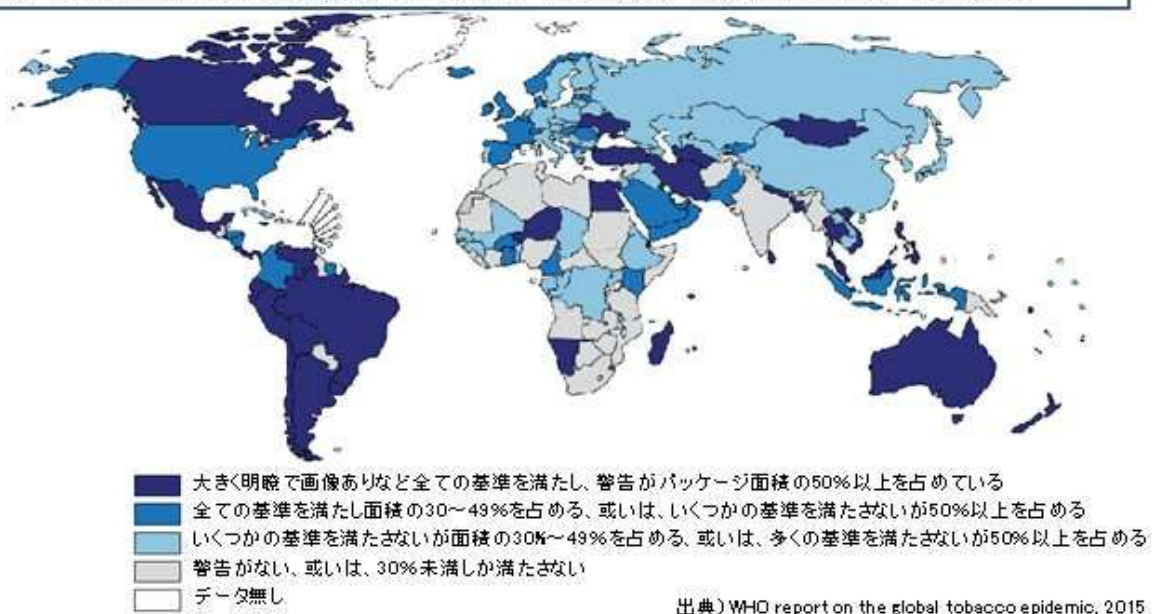 大きく明瞭で画像ありなど全ての基準を満たし、警告がパッケージ面積の50%以上を占めている
全ての基準を満たし面積の30～49%を占める、或いは、いくつかの基準を満たさないが50%以上を占める
いくつかの基準を満たさないが面積の30%～49%を占める、或いは、多くの基準を満たさないが50%以上を占める
警告がない、或いは、30%未満しか満たさない
データ無し
出典）WHO report on the global tobacco epidemic, 2015